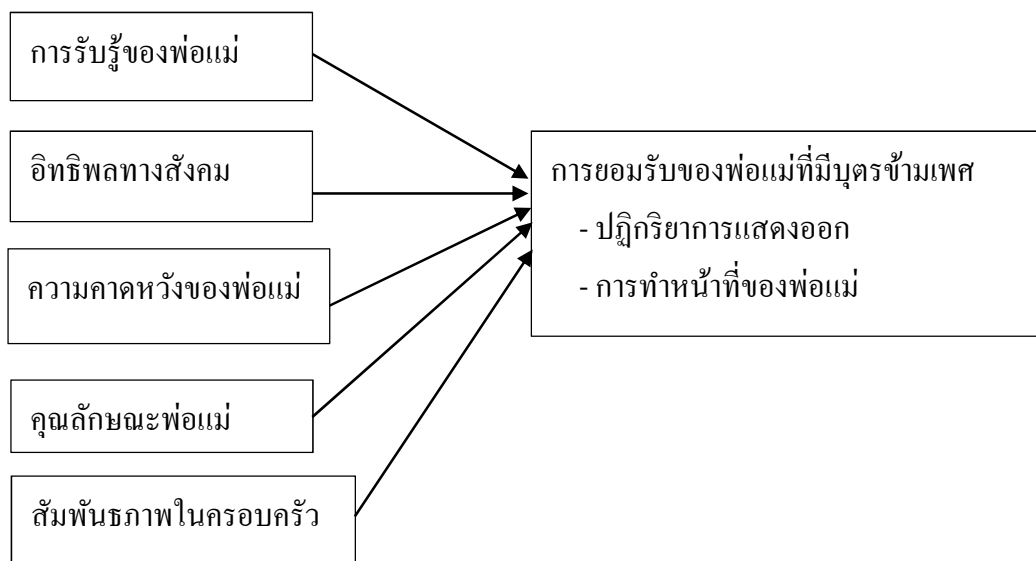 การรับรู้ของพ่อแม่
อิทธิพลทางสังคม
ความคาดหวังของพ่อแม่
คุณลักษณะพ่อแม่
สัมพันธภาพในครอบครัว
การยอมรับของพ่อแม่ที่มีบุตรข้ามเพศ
- ปฏิกริยาการแสดงออก
- การทำหน้าที่ของพ่อแม่